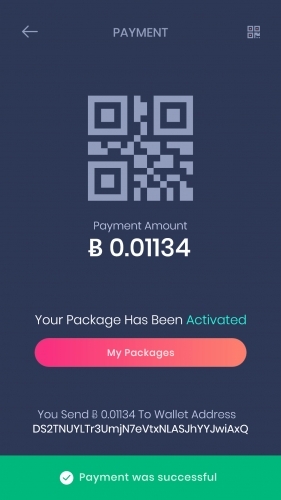 PAYMENT
Payment Amount
Ƀ 0.01134
Your Package Has Been Activated
My Packages
You Send Ƀ 0.01134 To Wallet Address
DS2TNUYLTr3UmjN7eVtxNLASJhYYJwiAxQ
Payment was successful